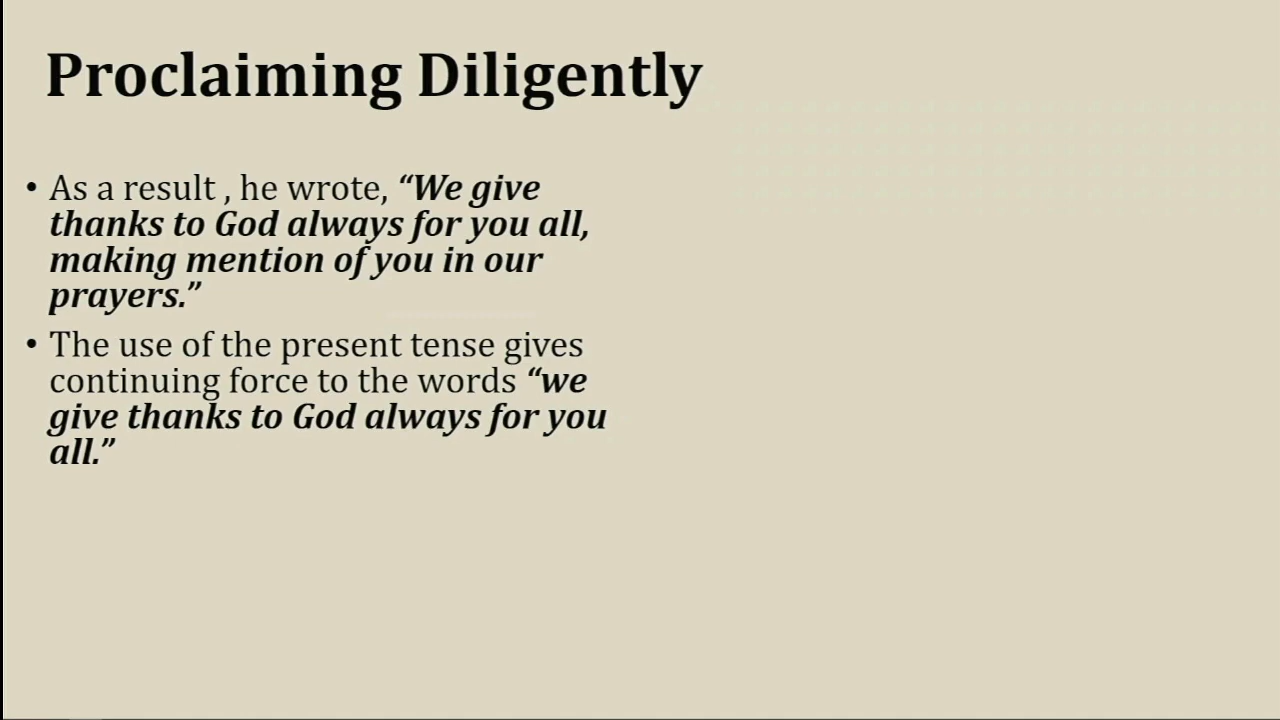 Proclaiming Diligently
• As a result , he wrote, “We give
thanks to God always for you all,
making mention of you in our
prayers.”
• The use of the present tense gives
continuing force to the words “we
give thanks to God always for you
all.”